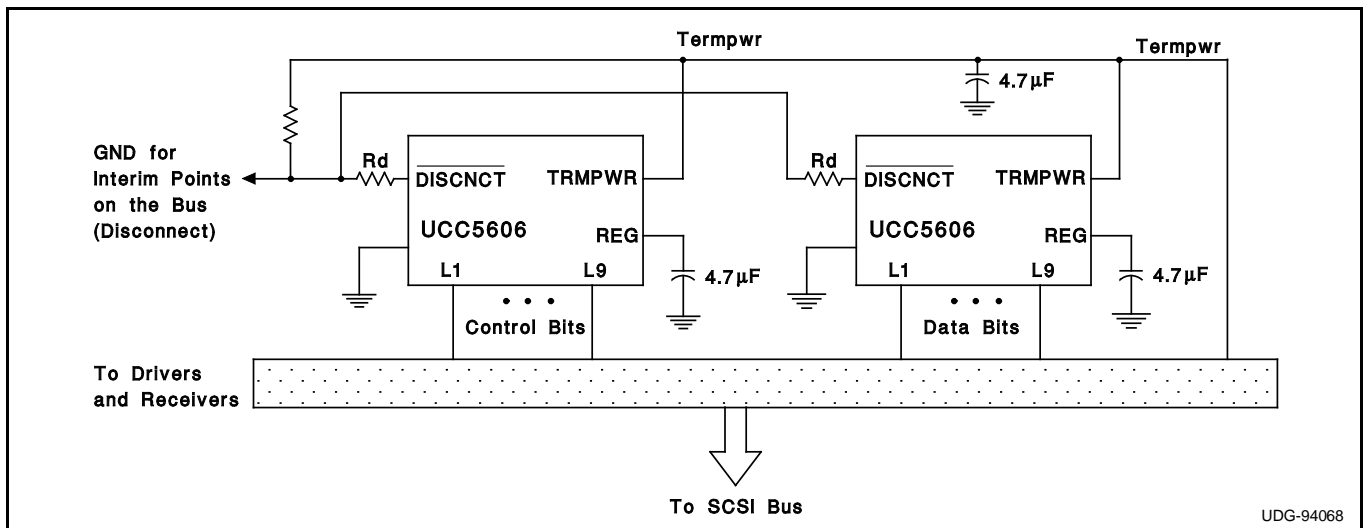 Termpwr
Termpwr
4.7µF
GND for
Interim Points
on the Bus
(Disconnect)
Rd
DISCNCT
TRMPWR
UCC5606
REG
L1
L9
4.7µF
Control Bits
Rd
DISCNCT
TRMPWR
UCC5606
REG
L1
L9
4.7µF
Data Bits
To Drivers
and Receivers
To SCSI Bus
UDG-94068